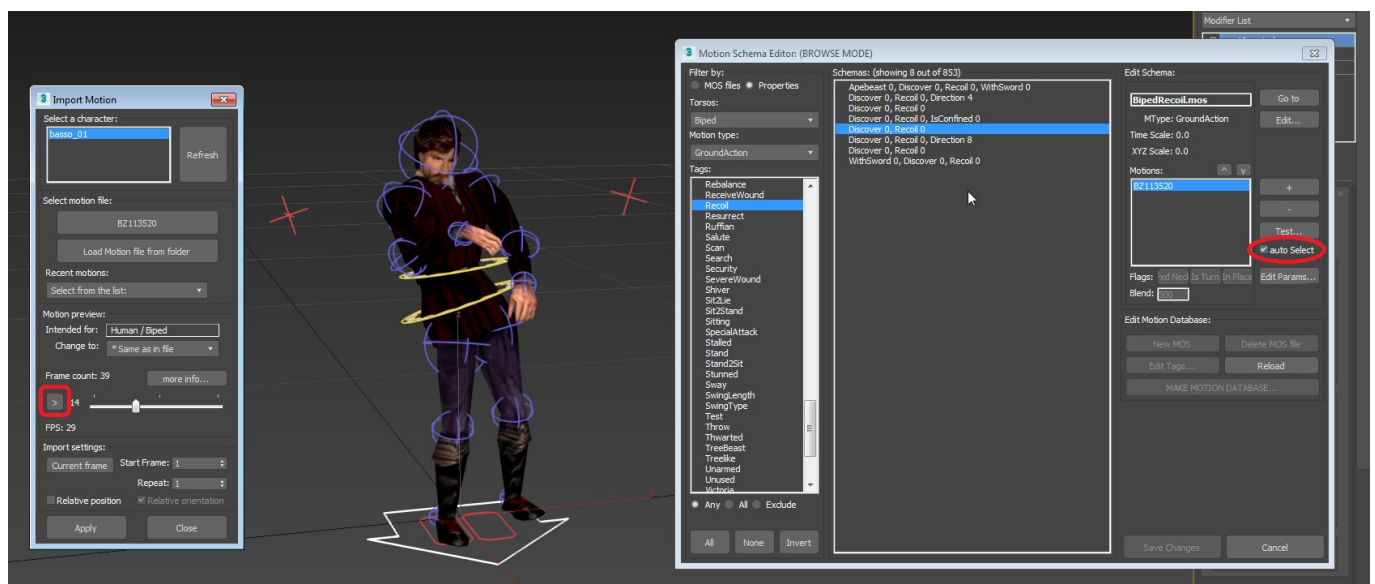 Modifier List
Import Motion
Select a character:
basso_01
Refresh
Select motion file:
BZ113520
Load Motion file from folder
Recent motions:
Select from the list:
Motion preview:
Intended for: Human / Biped
Change to: * Same as in file
Frame count: 39 more info...
> 14
FPS: 29
Import settings:
Current frame Start Frame: 1
Repeat: 1
Relative position Relative orientation
Apply Close
Motion Schema Editor: (BROWSE MODE)
Filter by:
MOS files Properties
Torsos:
Biped
Motion type:
GroundAction
Tags:
Rebalance
ReceiveWound
Recoil
Resurrect
Ruffian
Salute
Scan
Search
Security
SevereWound
Shiver
Sit2Lie
Sit2Stand
Sitting
SpecialAttack
Stalled
Stand
Stand2Sit
Stunned
Sway
SwingLength
SwingType
Test
Throw
Thwarted
TreeBeast
Treelike
Unarmed
Unused
Victoria
Any All Exclude
All None Invert
Schemas: (showing 8 out of 853)
Apebeast 0, Discover 0, Recoil 0, WithSword 0
Discover 0, Recoil 0, Direction 4
Discover 0, Recoil 0
Discover 0, Recoil 0, IsConfined 0
Discover 0, Recoil 0
Discover 0, Recoil 0, Direction 8
Discover 0, Recoil 0
WithSword 0, Discover 0, Recoil 0
Edit Schema:
BipedRecoil.mos Go to
MType: GroundAction Edit...
Time Scale: 0.0
XYZ Scale: 0.0
Motions: ^ v
BZ113520
+
-
Test...
auto Select
Flags: Is Turn In Place Edit Params...
Blend: 500
Edit Motion Database:
New MOS Delete MOS file
Edit Tags... Reload
MAKE MOTION DATABASE...
Save Changes Cancel